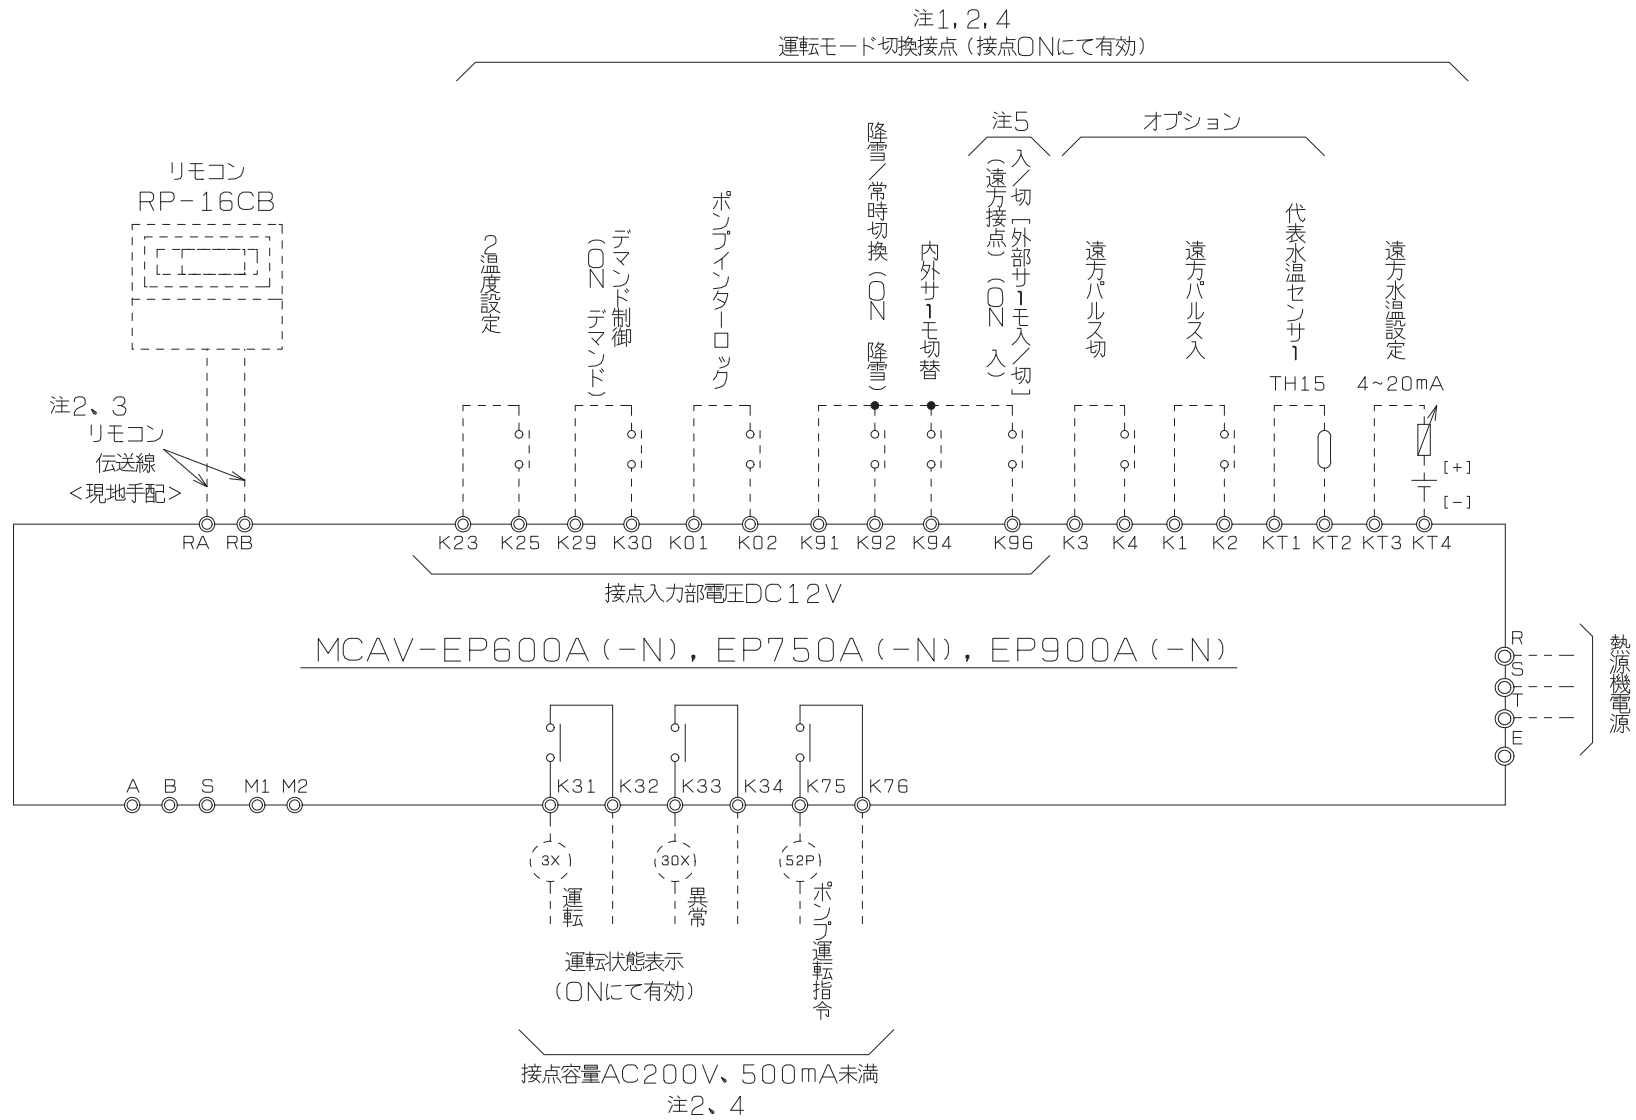 注1，2，4
運転モード切換接点（接点ONにて有効）
注5
オプション
リモコン
RP-16CB
2温度設定
デマンド制御
（ON デマンド）
ポンプインターロック
降雪／常時切換（ON 降雪）
内外サーモ切替
入／切［外部サーモ入／切］
（遠方接点）（ON 入）
遠方パルス切
遠方パルス入
代表水温センサー
遠方水温設定
TH15
4~20mA
注2、3
リモコン
伝送線
<現地手配>
[+]
[-]
RA RB K23 K25 K29 K30 K01 K02 K91 K92 K94 K96 K3 K4 K1 K2 KT1 KT2 KT3 KT4
接点入力部電圧DC12V
MCAV-EP600A（-N），EP750A（-N），EP900A（-N）
R
S
T
E
熱源機電源
A B S M1 M2 K31 K32 K33 K34 K75 K76
3X 30X 52P
運転
異常
ポンプ運転指令
運転状態表示
（ONにて有効）
接点容量AC200V、500mA未満
注2、4